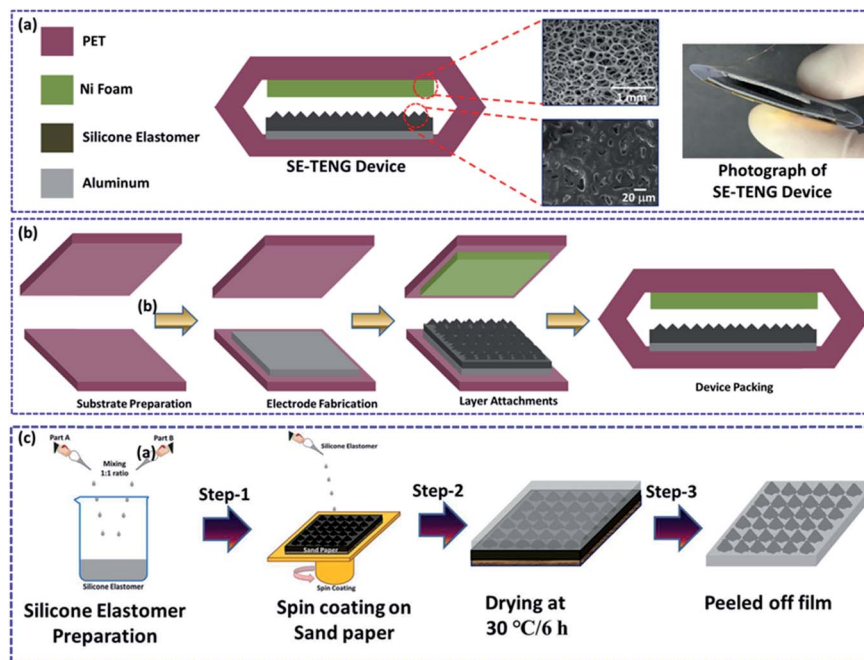 (a)
PET
Ni Foam
Silicone Elastomer
Aluminum
SE-TENG Device
1 mm
20 μm
Photograph of
SE-TENG Device
(b)
(b)
Substrate Preparation
Electrode Fabrication
Layer Attachments
Device Packing
(c)
Part A
Part B
(a)
Mixing
1:1 ratio
Silicone Elastomer
Silicone Elastomer
Preparation
Step-1
Silicone Elastomer
Sand Paper
Spin Coating
Spin coating on
Sand paper
Step-2
Drying at
30 °C/6 h
Step-3
Peeled off film